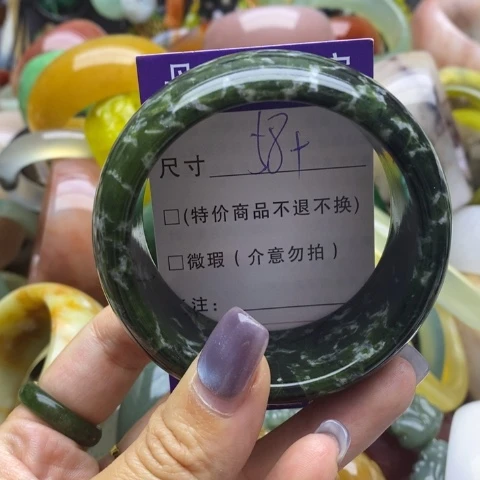 尺寸 58+
□(特价商品不退不换)
□微瑕(介意勿拍)
注: